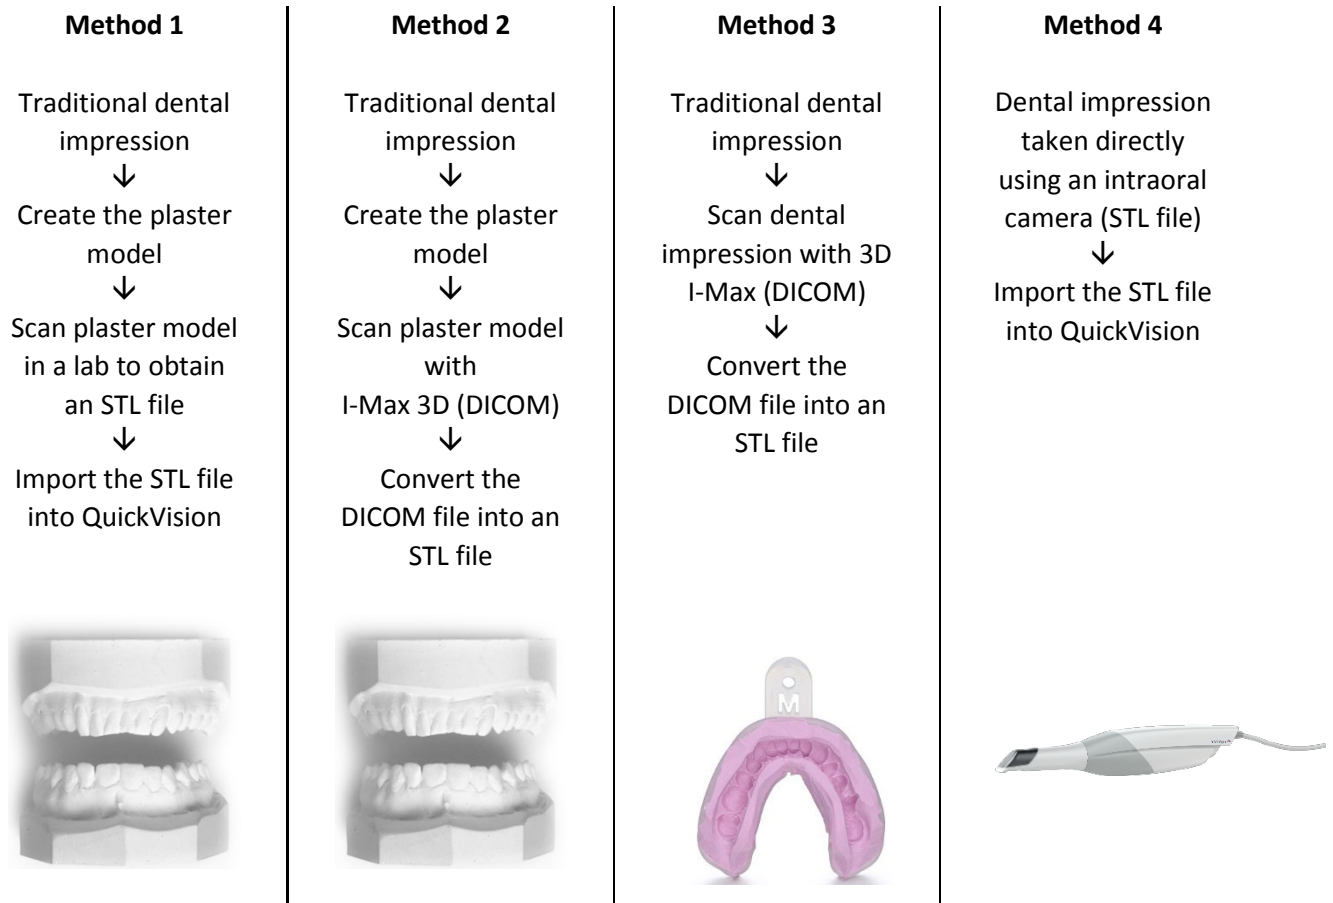 Method 1
Traditional dental
impression
↓
Create the plaster
model
↓
Scan plaster model
in a lab to obtain
an STL file
↓
Import the STL file
into QuickVision
Method 2
Traditional dental
impression
↓
Create the plaster
model
↓
Scan plaster model
with
I-Max 3D (DICOM)
↓
Convert the
DICOM file into an
STL file
Method 3
Traditional dental
impression
↓
Scan dental
impression with 3D
I-Max (DICOM)
↓
Convert the
DICOM file into an
STL file
M
Method 4
Dental impression
taken directly
using an intraoral
camera (STL file)
↓
Import the STL file
into QuickVision